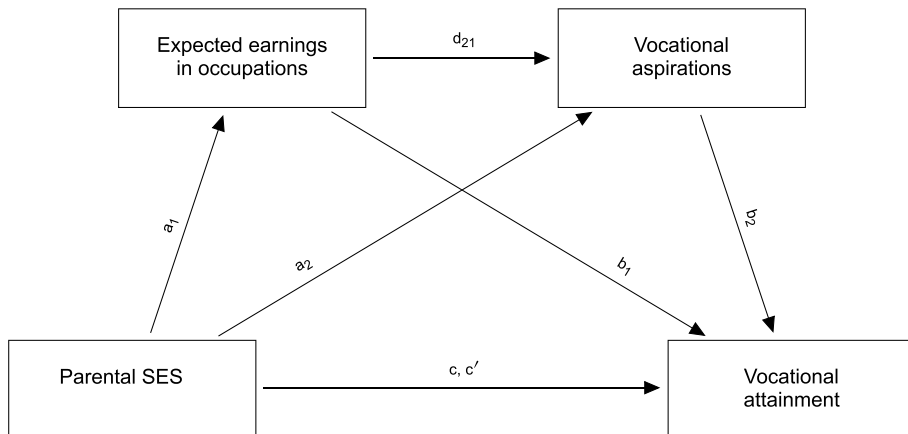 Expected earnings
in occupations
d21
Vocational
aspirations
a1
a2
b1
b2
Parental SES
c, c′
Vocational
attainment